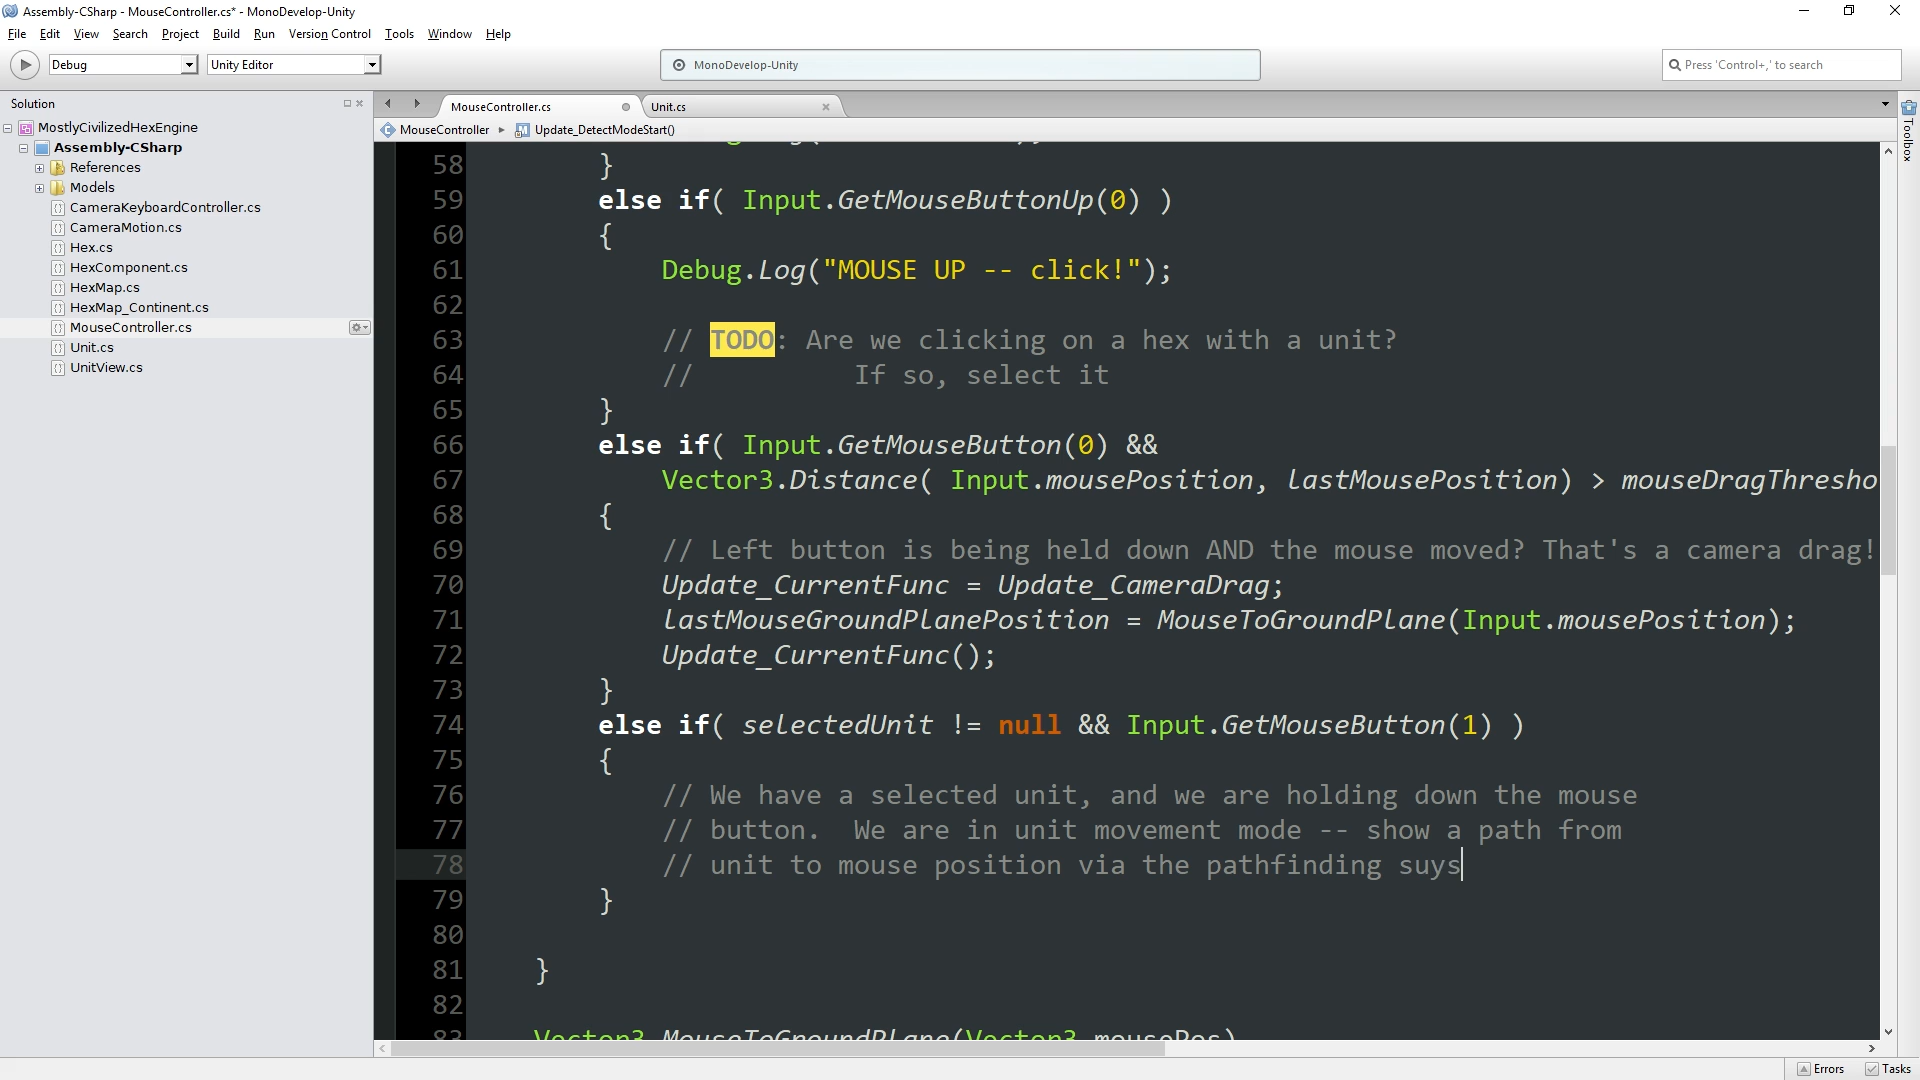 Assembly-CSharp - MouseController.cs* - MonoDevelop-Unity
File Edit View Search Project Build Run Version Control Tools Window Help
Debug Unity Editor MonoDevelop-Unity Press 'Control+,' to search
Solution
MostlyCivilizedHexEngine
Assembly-CSharp
References
Models
CameraKeyboardController.cs
CameraMotion.cs
Hex.cs
HexComponent.cs
HexMap.cs
HexMap_Continent.cs
MouseController.cs
Unit.cs
UnitView.cs
MouseController.cs Unit.cs
MouseController Update_DetectModeStart()
58 }
59 else if( Input.GetMouseButtonUp(0) )
60 {
61 Debug.Log("MOUSE UP -- click!");
62
63 // TODO: Are we clicking on a hex with a unit?
64 // If so, select it
65 }
66 else if( Input.GetMouseButton(0) &&
67 Vector3.Distance( Input.mousePosition, lastMousePosition) > mouseDragThresho
68 {
69 // Left button is being held down AND the mouse moved? That's a camera drag!
70 Update_CurrentFunc = Update_CameraDrag;
71 lastMouseGroundPlanePosition = MouseToGroundPlane(Input.mousePosition);
72 Update_CurrentFunc();
73 }
74 else if( selectedUnit != null && Input.GetMouseButton(1) )
75 {
76 // We have a selected unit, and we are holding down the mouse
77 // button.  We are in unit movement mode -- show a path from
78 // unit to mouse position via the pathfinding suys
79 }
80
81 }
82
83 Vector3 MouseToGroundPlane(Vector3 mousePos)
Toolbox
Errors Tasks